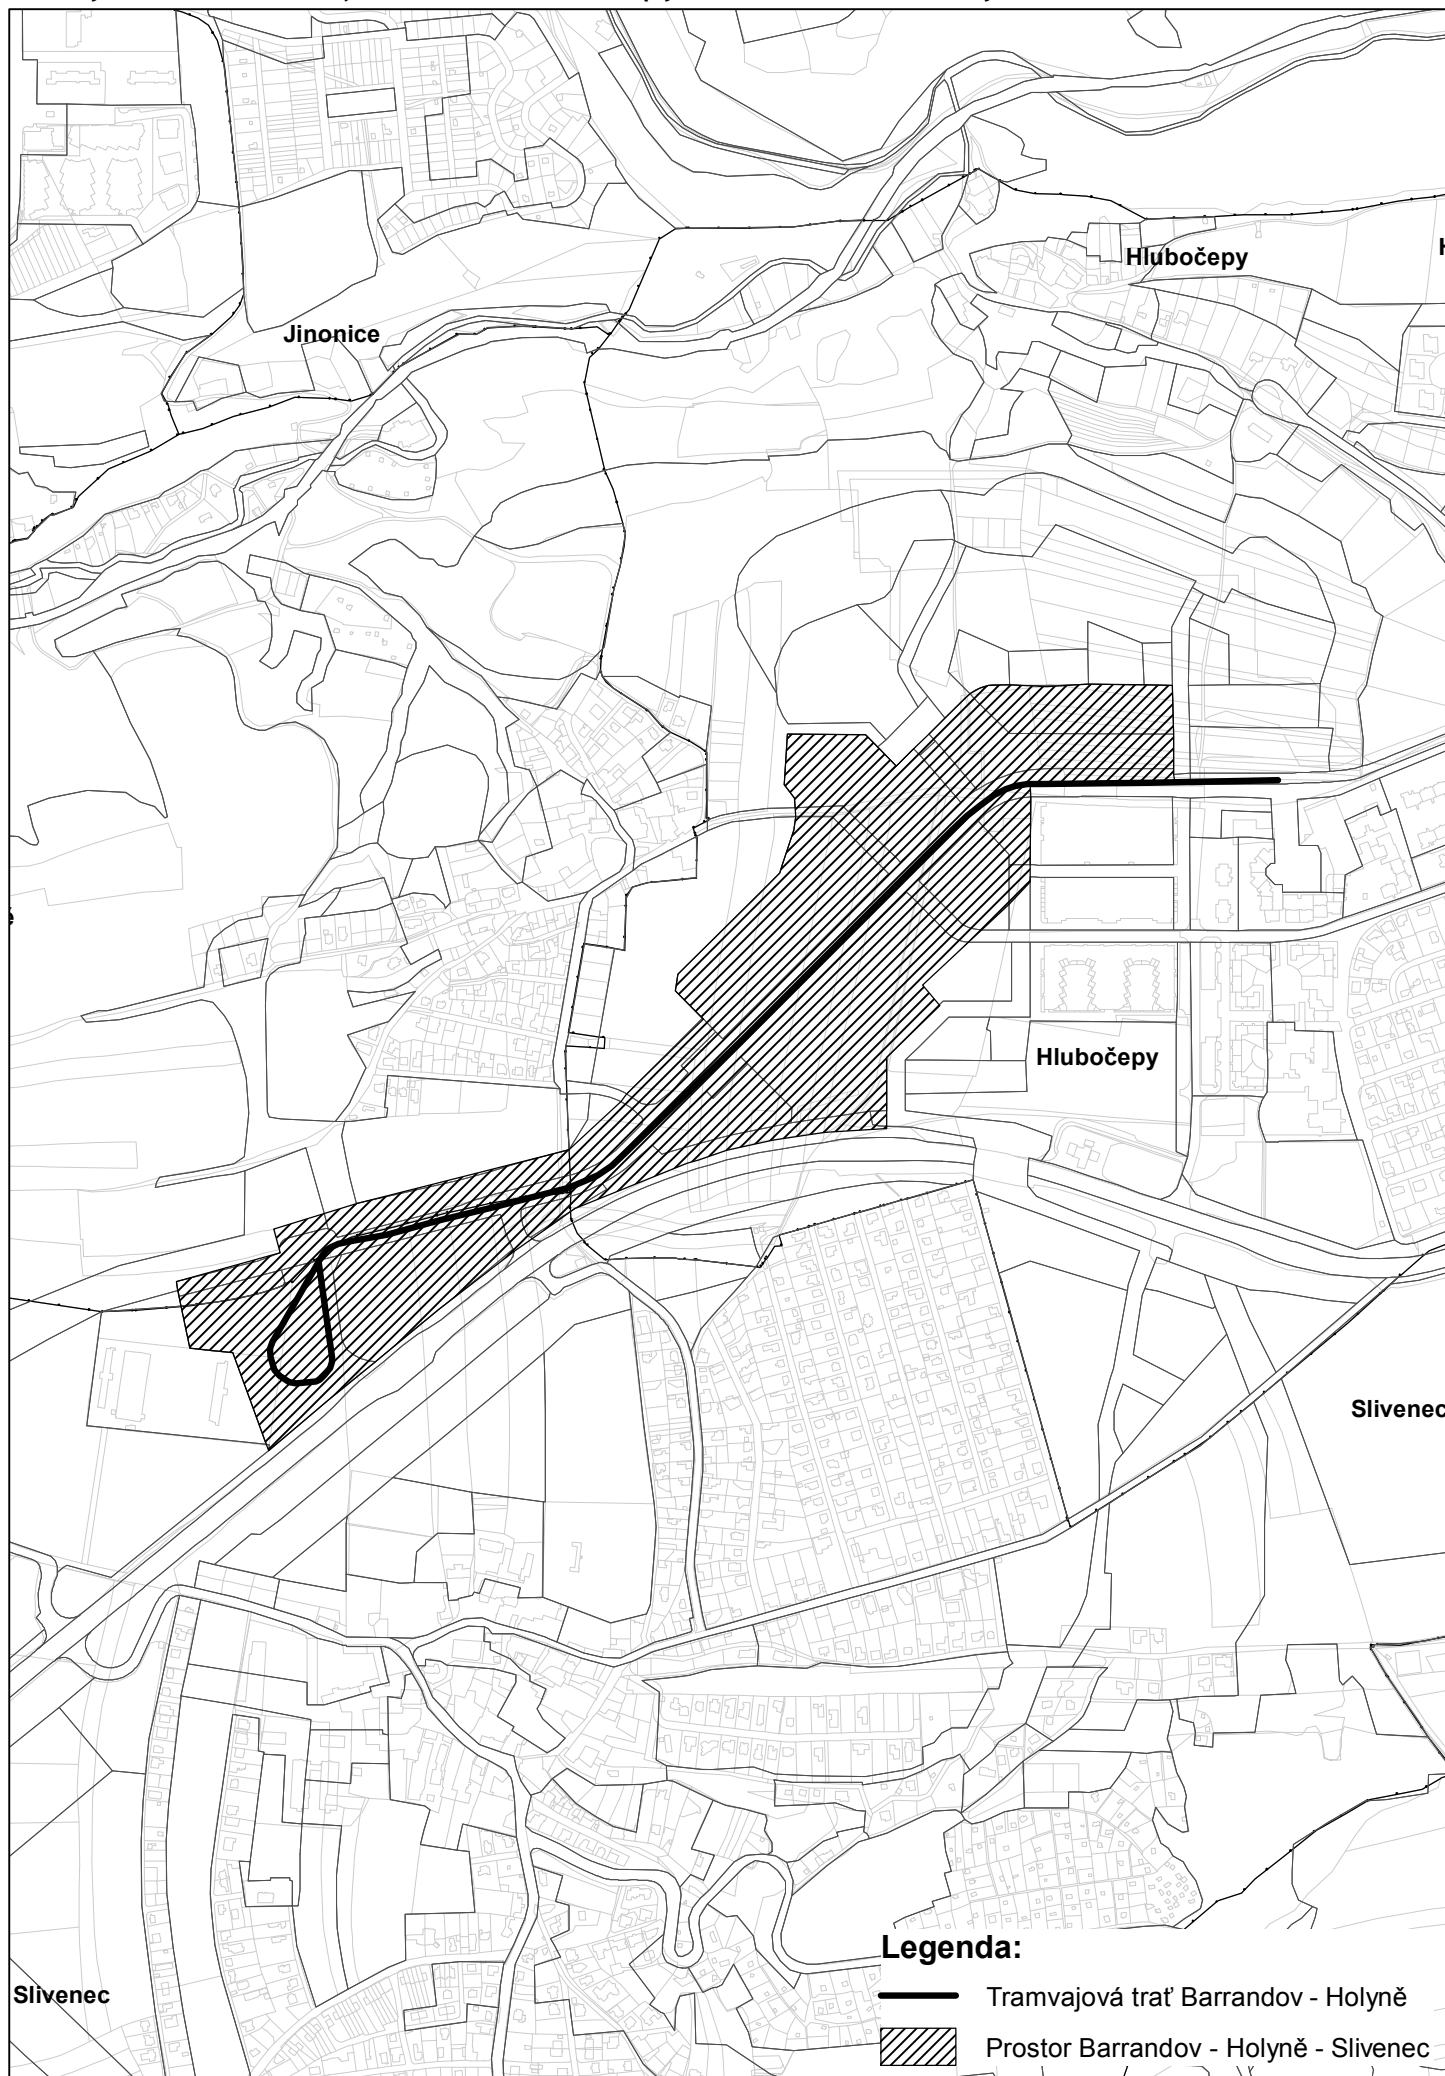 Hlubočepy
Jinonice
Hlubočepy
Slivenec
Slivenec
Legenda:
Tramvajová trať Barrandov - Holyně
Prostor Barrandov - Holyně - Slivenec